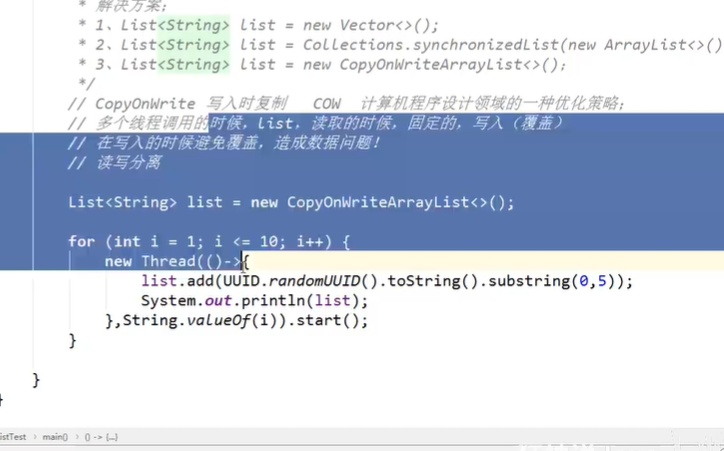 * 解决方案;
* 1、List<String> list = new Vector<>();
* 2、List<String> list = Collections.synchronizedList(new ArrayList<>()
* 3、List<String> list = new CopyOnWriteArrayList<>();
*/
// CopyOnWrite 写入时复制 COW 计算机程序设计领域的一种优化策略;
// 多个线程调用的时候，list，读取的时候，固定的，写入（覆盖）
// 在写入的时候避免覆盖，造成数据问题!
// 读写分离
List<String> list = new CopyOnWriteArrayList<>();
for (int i = 1; i <= 10; i++) {
new Thread(()->{
list.add(UUID.randomUUID().toString().substring(0,5));
System.out.println(list);
},String.valueOf(i)).start();
}
}
}
istTest > main() > () -> {...}